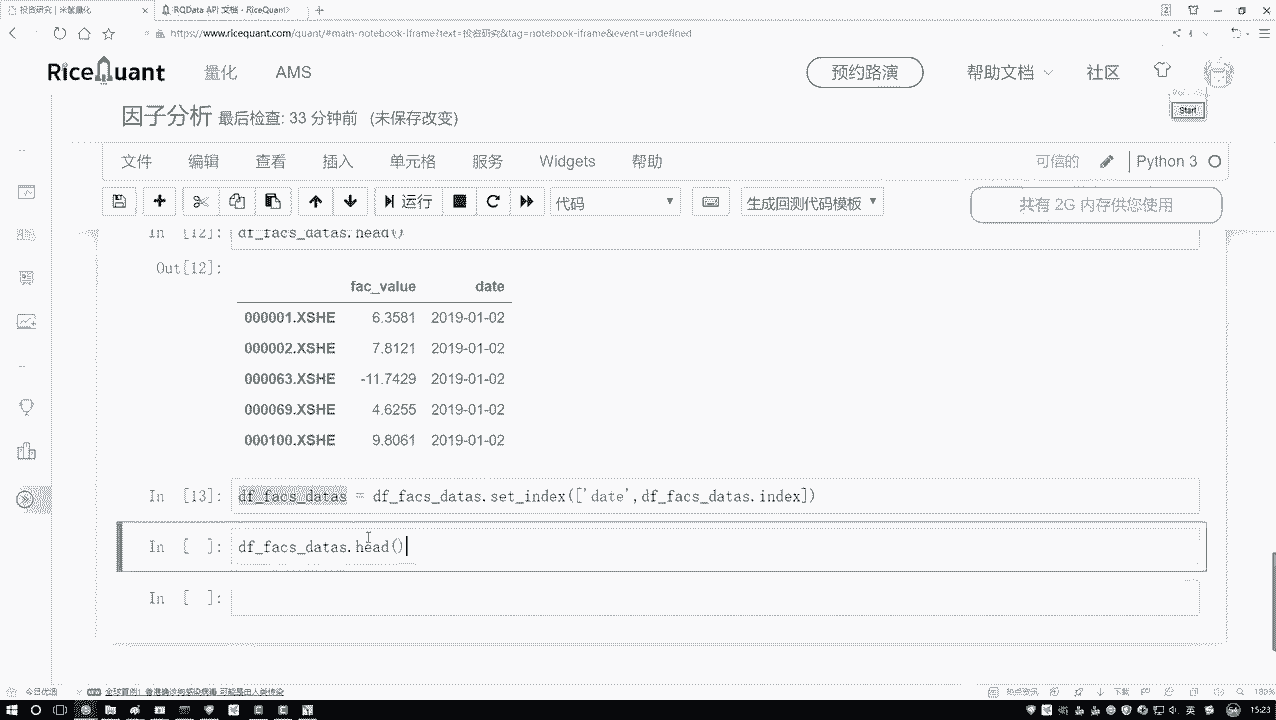 投资研究 | 米筐量化
RQData API 文档 - RiceQuant
https://www.ricequant.com/quant/#main-notebook-iframe?text=投资研究&tag=notebook-iframe&event=undefined
RiceQuant 量化 AMS 预约路演 帮助文档 社区
Start
因子分析 最后检查: 33 分钟前 (未保存改变)
文件 编辑 查看 插入 单元格 服务 Widgets 帮助 可信的 Python 3
运行 代码 生成回测代码模板 共有 2G 内存供您使用
In [12]: df_facs_datas.head()
Out[12]:
fac_value date
000001.XSHE 6.3581 2019-01-02
000002.XSHE 7.8121 2019-01-02
000063.XSHE -11.7429 2019-01-02
000069.XSHE 4.6255 2019-01-02
000100.XSHE 9.8061 2019-01-02
In [13]: df_facs_datas = df_facs_datas.set_index(['date',df_facs_datas.index])
In [ ]: df_facs_datas.head()
In [ ]:
今日优选
热点资讯 下载 180%
英 15:23